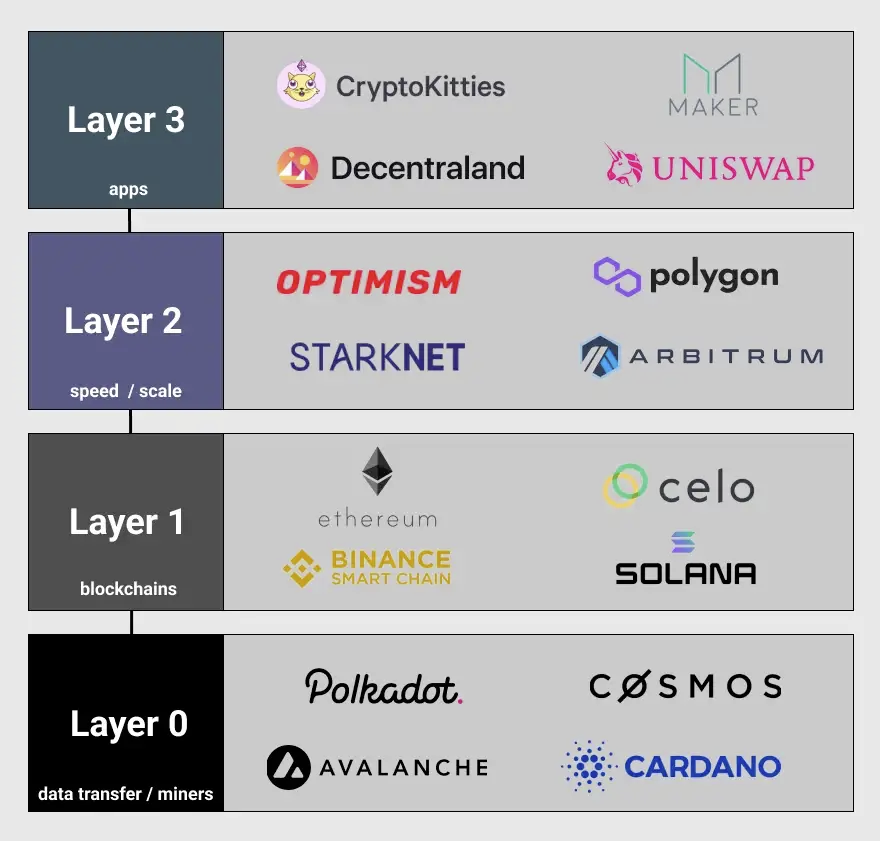 Layer 3
apps
CryptoKitties
MAKER
Decentraland
UNISWAP
Layer 2
speed / scale
OPTIMISM
polygon
STARKNET
ARBITRUM
Layer 1
blockchains
ethereum
celo
BINANCE
SMART CHAIN
SOLANA
Layer 0
data transfer / miners
Polkadot.
CØSMOS
AVALANCHE
CARDANO